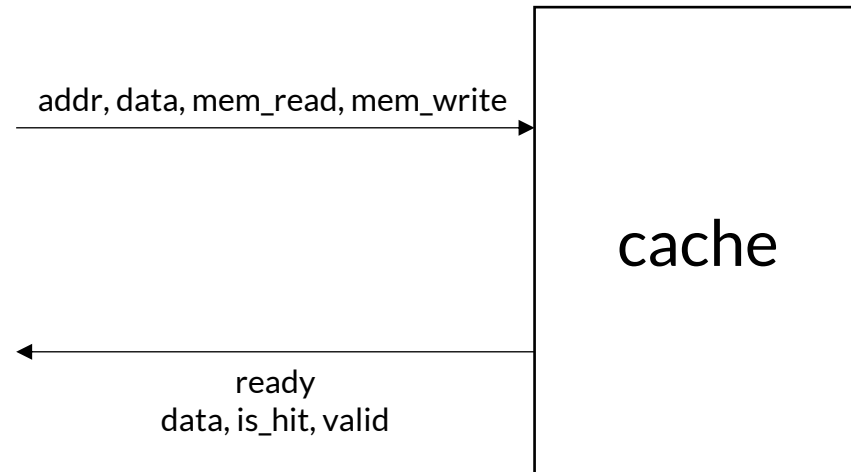 addr, data, mem_read, mem_write
cache
ready
data, is_hit, valid